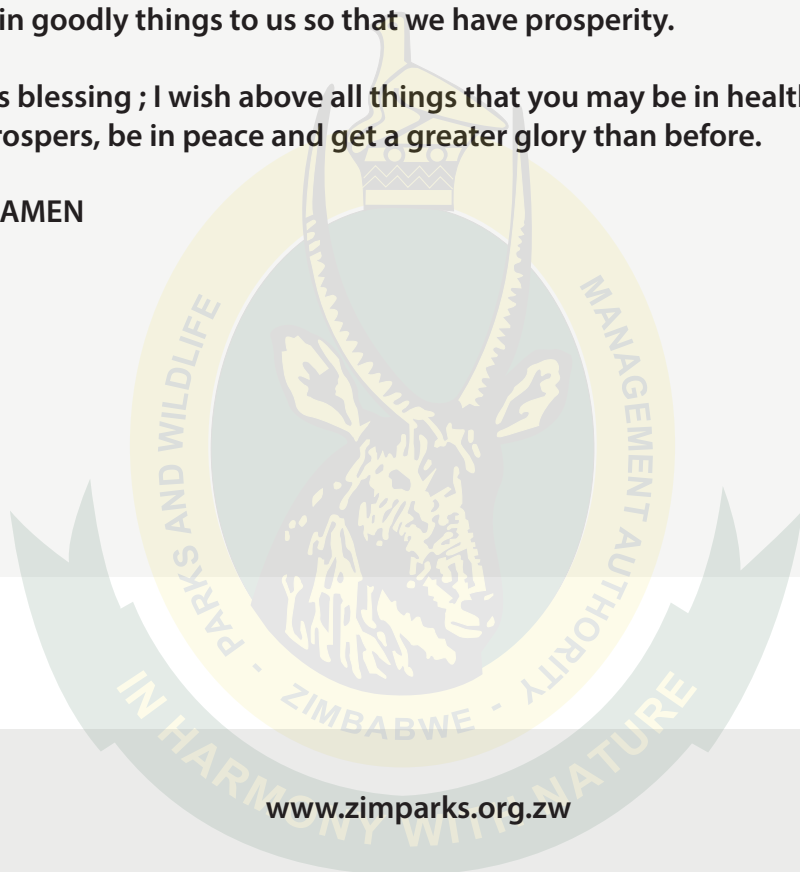 in goodly things to us so that we have prosperity.
s blessing ; I wish above all things that you may be in healt
rospers, be in peace and get a greater glory than before.
AMEN
PARKS AND WILDLIFE
MANAGEMENT AUTHORITY
- ZIMBABWE -
IN HARMONY WITH NATURE
www.zimparks.org.zw